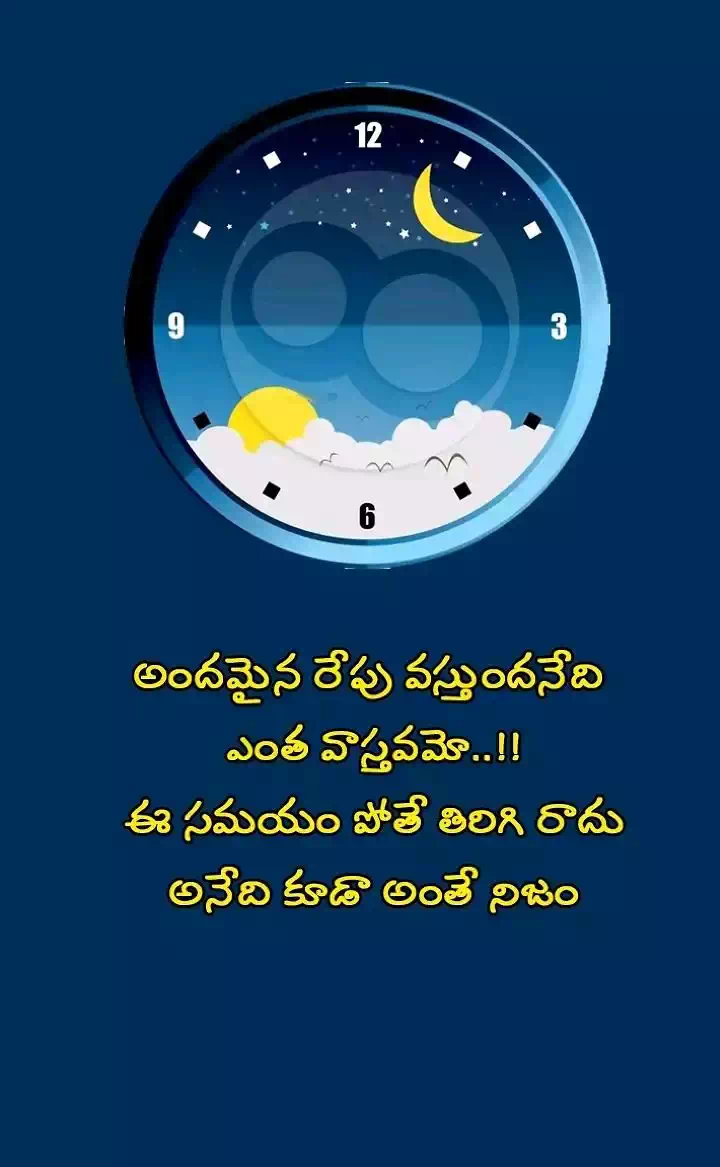 12
9 3
6
అందమైన రేపు వస్తుందనేది
ఎంత వాస్తవమో..!!
ఈ సమయం పోతే తిరిగి రాదు
అనేది కూడా అంతే నిజం